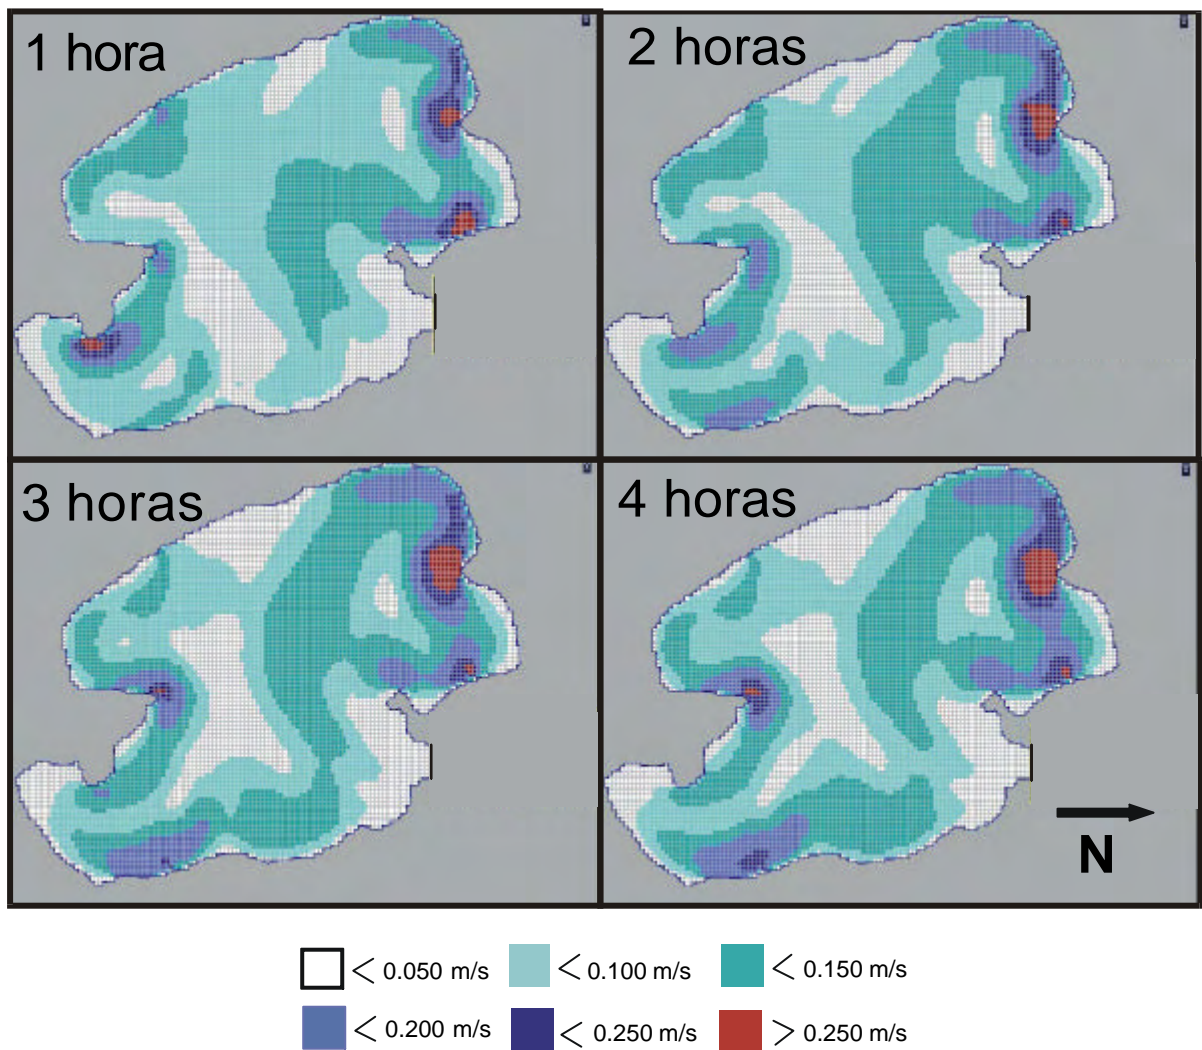 1 hora
2 horas
3 horas
4 horas
N
< 0.050 m/s
< 0.100 m/s
< 0.150 m/s
< 0.200 m/s
< 0.250 m/s
> 0.250 m/s